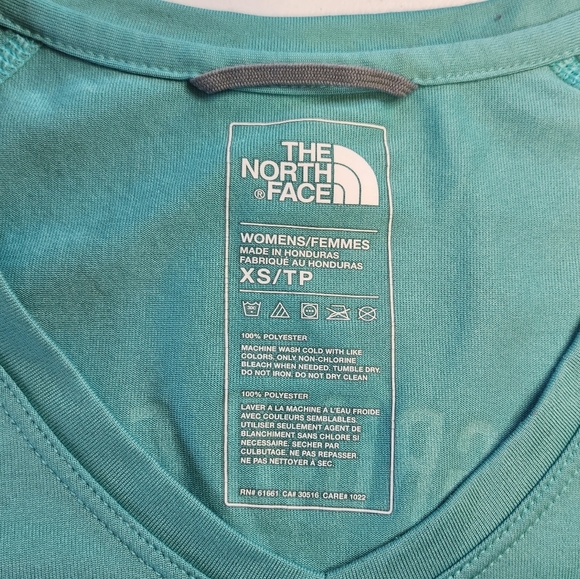 THE
NORTH
® FACE
WOMENS/FEMMES
MADE IN HONDURAS
FABRIQUÉ AU HONDURAS
XS/TP
100% POLYESTER
MACHINE WASH COLD WITH LIKE
COLORS. ONLY NON-CHLORINE
BLEACH WHEN NEEDED. TUMBLE DRY.
DO NOT IRON. DO NOT DRY CLEAN
100% POLYESTER
LAVER A LA MACHINE À L'EAU FROIDE
AVEC COULEURS SEMBLABLES.
UTILISER SEULEMENT AGENT DE
BLANCHIMENT SANS CHLORE SI
NECESSAIRE. SECHER PAR
CULBUTAGE. NE PAS REPASSER.
NE PAS NETTOYER À SEC.
RN# 61661 CA# 30516 CARE# 1022